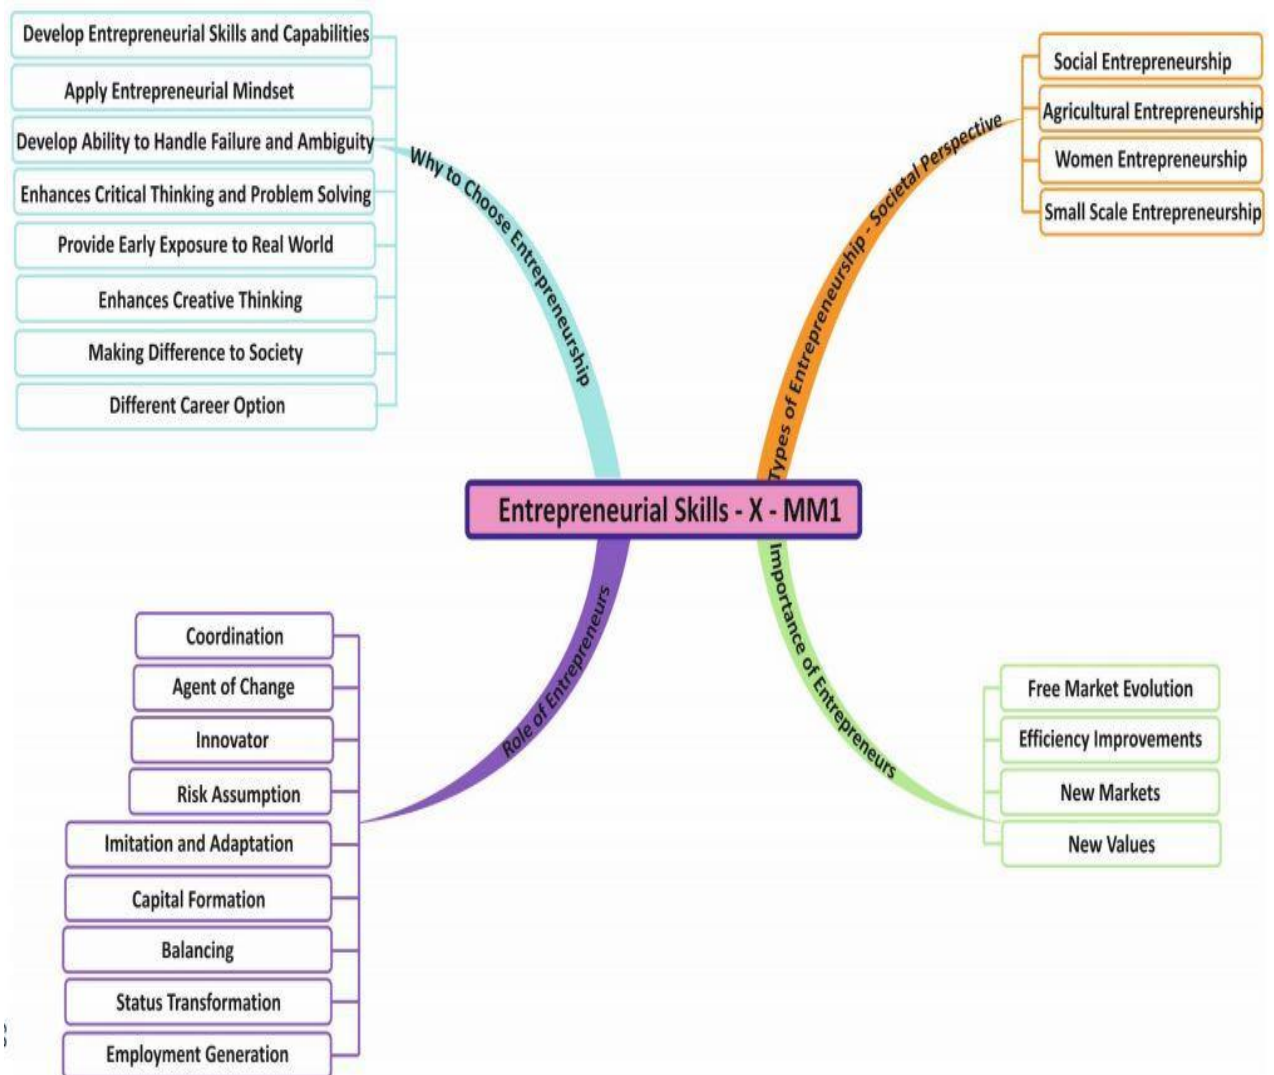 Develop Entrepreneurial Skills and Capabilities
Apply Entrepreneurial Mindset
Develop Ability to Handle Failure and Ambiguity
Enhances Critical Thinking and Problem Solving
Provide Early Exposure to Real World
Enhances Creative Thinking
Making Difference to Society
Different Career Option
Why to Choose Entrepreneurship
Social Entrepreneurship
Agricultural Entrepreneurship
Women Entrepreneurship
Small Scale Entrepreneurship
Types of Entrepreneurship - Societal Perspective
Entrepreneurial Skills - X - MM1
Role of Entrepreneurs
Coordination
Agent of Change
Innovator
Risk Assumption
Imitation and Adaptation
Capital Formation
Balancing
Status Transformation
Employment Generation
Importance of Entrepreneurs
Free Market Evolution
Efficiency Improvements
New Markets
New Values